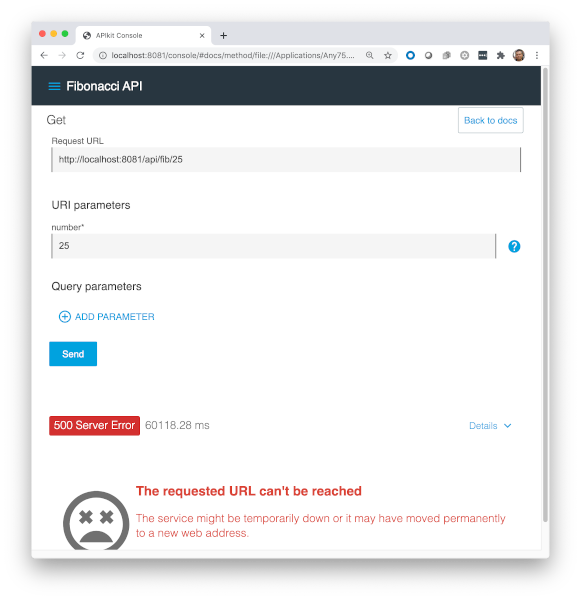 APIkit Console
localhost:8081/console/#docs/method/file:///Applications/Any75....
Fibonacci API
Get
Back to docs
Request URL
http://localhost:8081/api/fib/25
URI parameters
number*
25
?
Query parameters
ADD PARAMETER
Send
500 Server Error 60118.28 ms
Details
The requested URL can't be reached
The service might be temporarily down or it may have moved permanently
to a new web address.